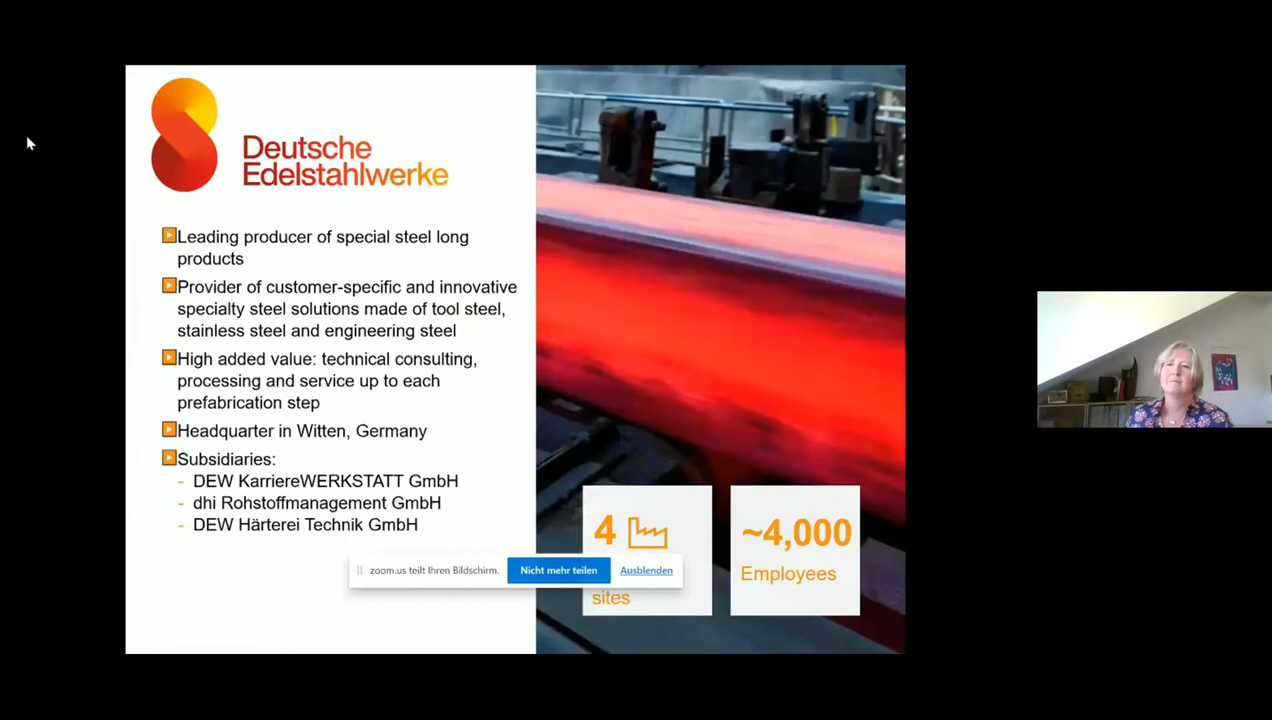 Deutsche
Edelstahlwerke
Leading producer of special steel long
products
Provider of customer-specific and innovative
specialty steel solutions made of tool steel,
stainless steel and engineering steel
High added value: technical consulting,
processing and service up to each
prefabrication step
Headquarter in Witten, Germany
Subsidiaries:
- DEW KarriereWERKSTATT GmbH
- dhi Rohstoffmanagement GmbH
- DEW Härterei Technik GmbH
4
sites
~4,000
Employees
zoom.us teilt Ihren Bildschirm.
Nicht mehr teilen
Ausblenden